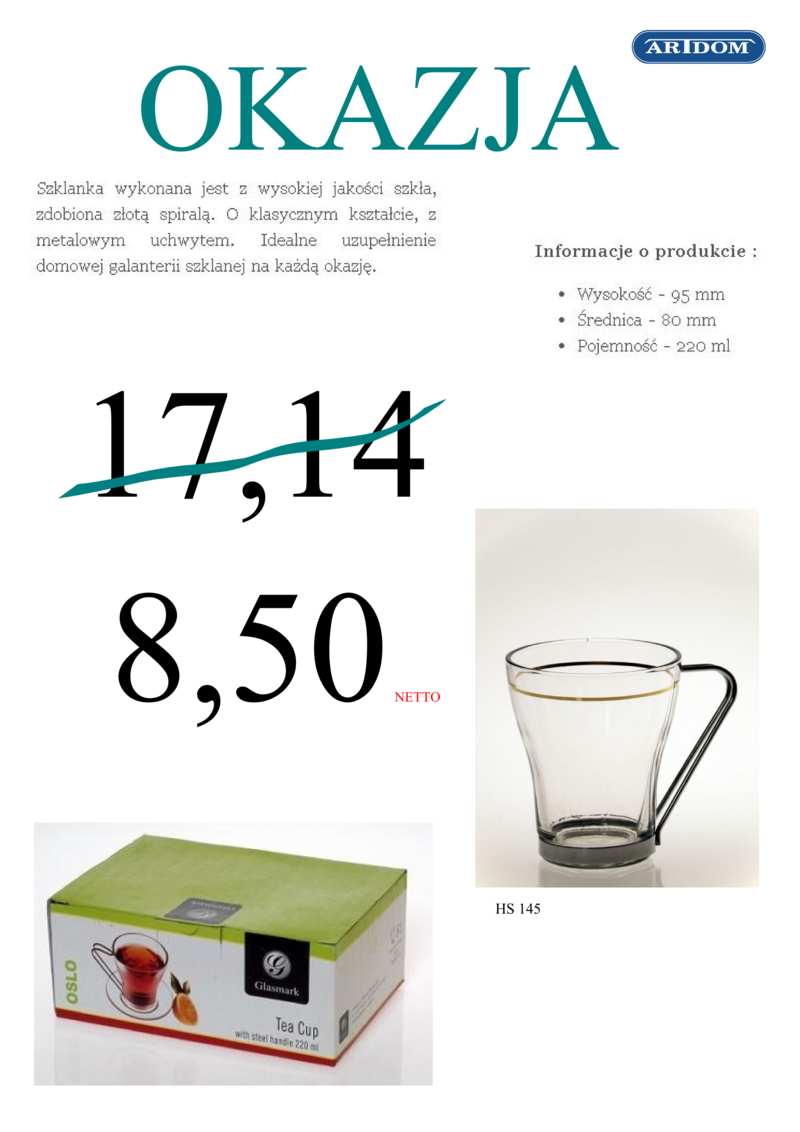 ARTDOM
OKAZJA
Szklanka wykonana jest z wysokiej jakości szkła,
zdobiona złotą spiralą. O klasycznym kształcie, z
metalowym uchwytem. Idealne uzupełnienie
domowej galanterii szklanej na każdą okazję.
Informacje o produkcie :
• Wysokość - 95 mm
• Średnica - 80 mm
• Pojemność - 220 ml
17,14
8,50
NETTO
HS 145
OSLO
Glasmark
Tea Cup
with steel handle 220 ml